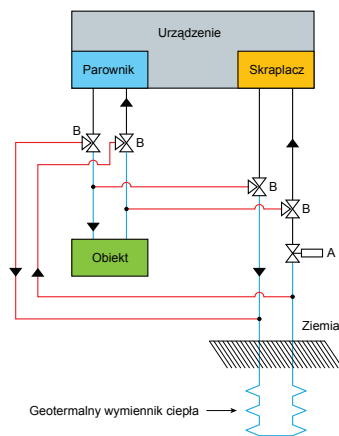 Urządzenie
Parownik
Skraplacz
B
B
B
B
A
Obiekt
Ziemia
Geotermalny wymiennik ciepła